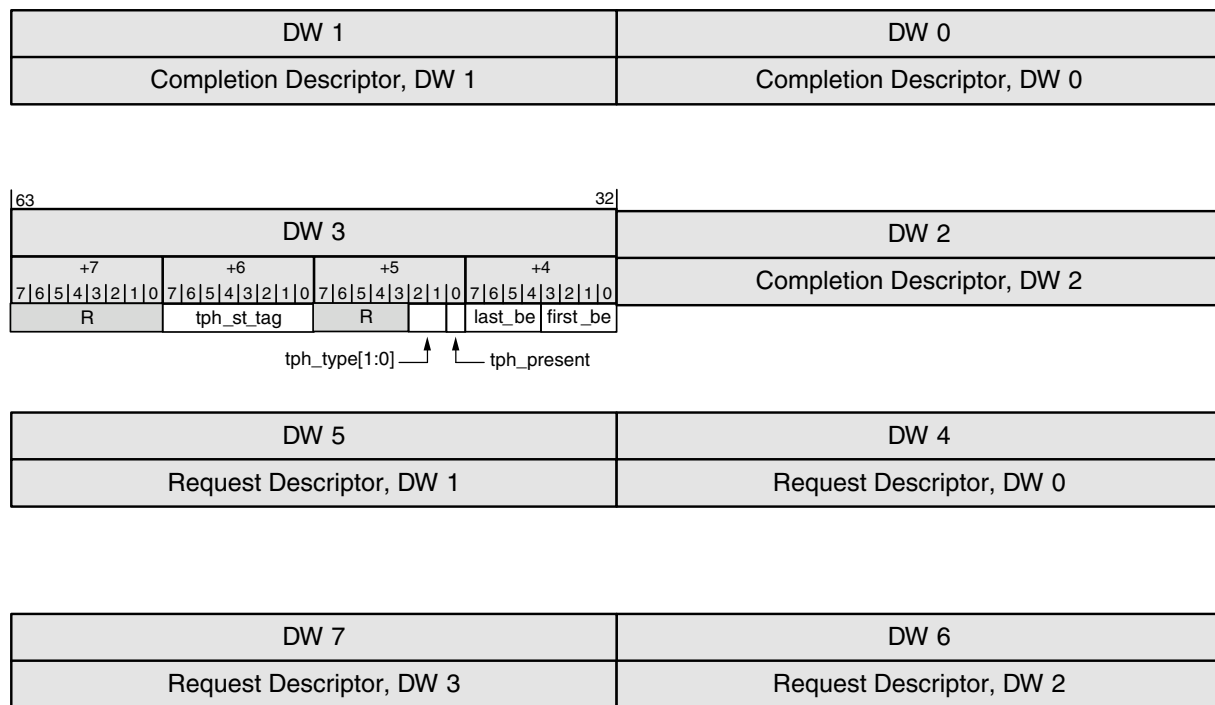 DW 1 DW 0
Completion Descriptor, DW 1 Completion Descriptor, DW 0
63 32
DW 3 DW 2
+7 +6 +5 +4
Completion Descriptor, DW 2
7 6 5 4 3 2 1 0 7 6 5 4 3 2 1 0 7 6 5 4 3 2 1 0 7 6 5 4 3 2 1 0
R tph_st_tag R last_be first_be
tph_type[1:0] tph_present
DW 5 DW 4
Request Descriptor, DW 1 Request Descriptor, DW 0
DW 7 DW 6
Request Descriptor, DW 3 Request Descriptor, DW 2